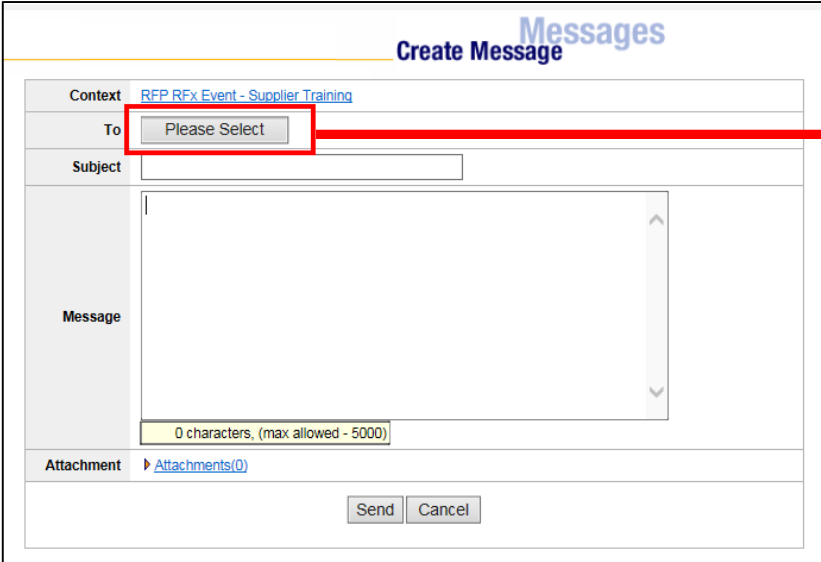 Messages
Create Message
Context RFP RFx Event - Supplier Training
To Please Select
Subject
Message
0 characters, (max allowed - 5000)
Attachment Attachments(0)
Send Cancel